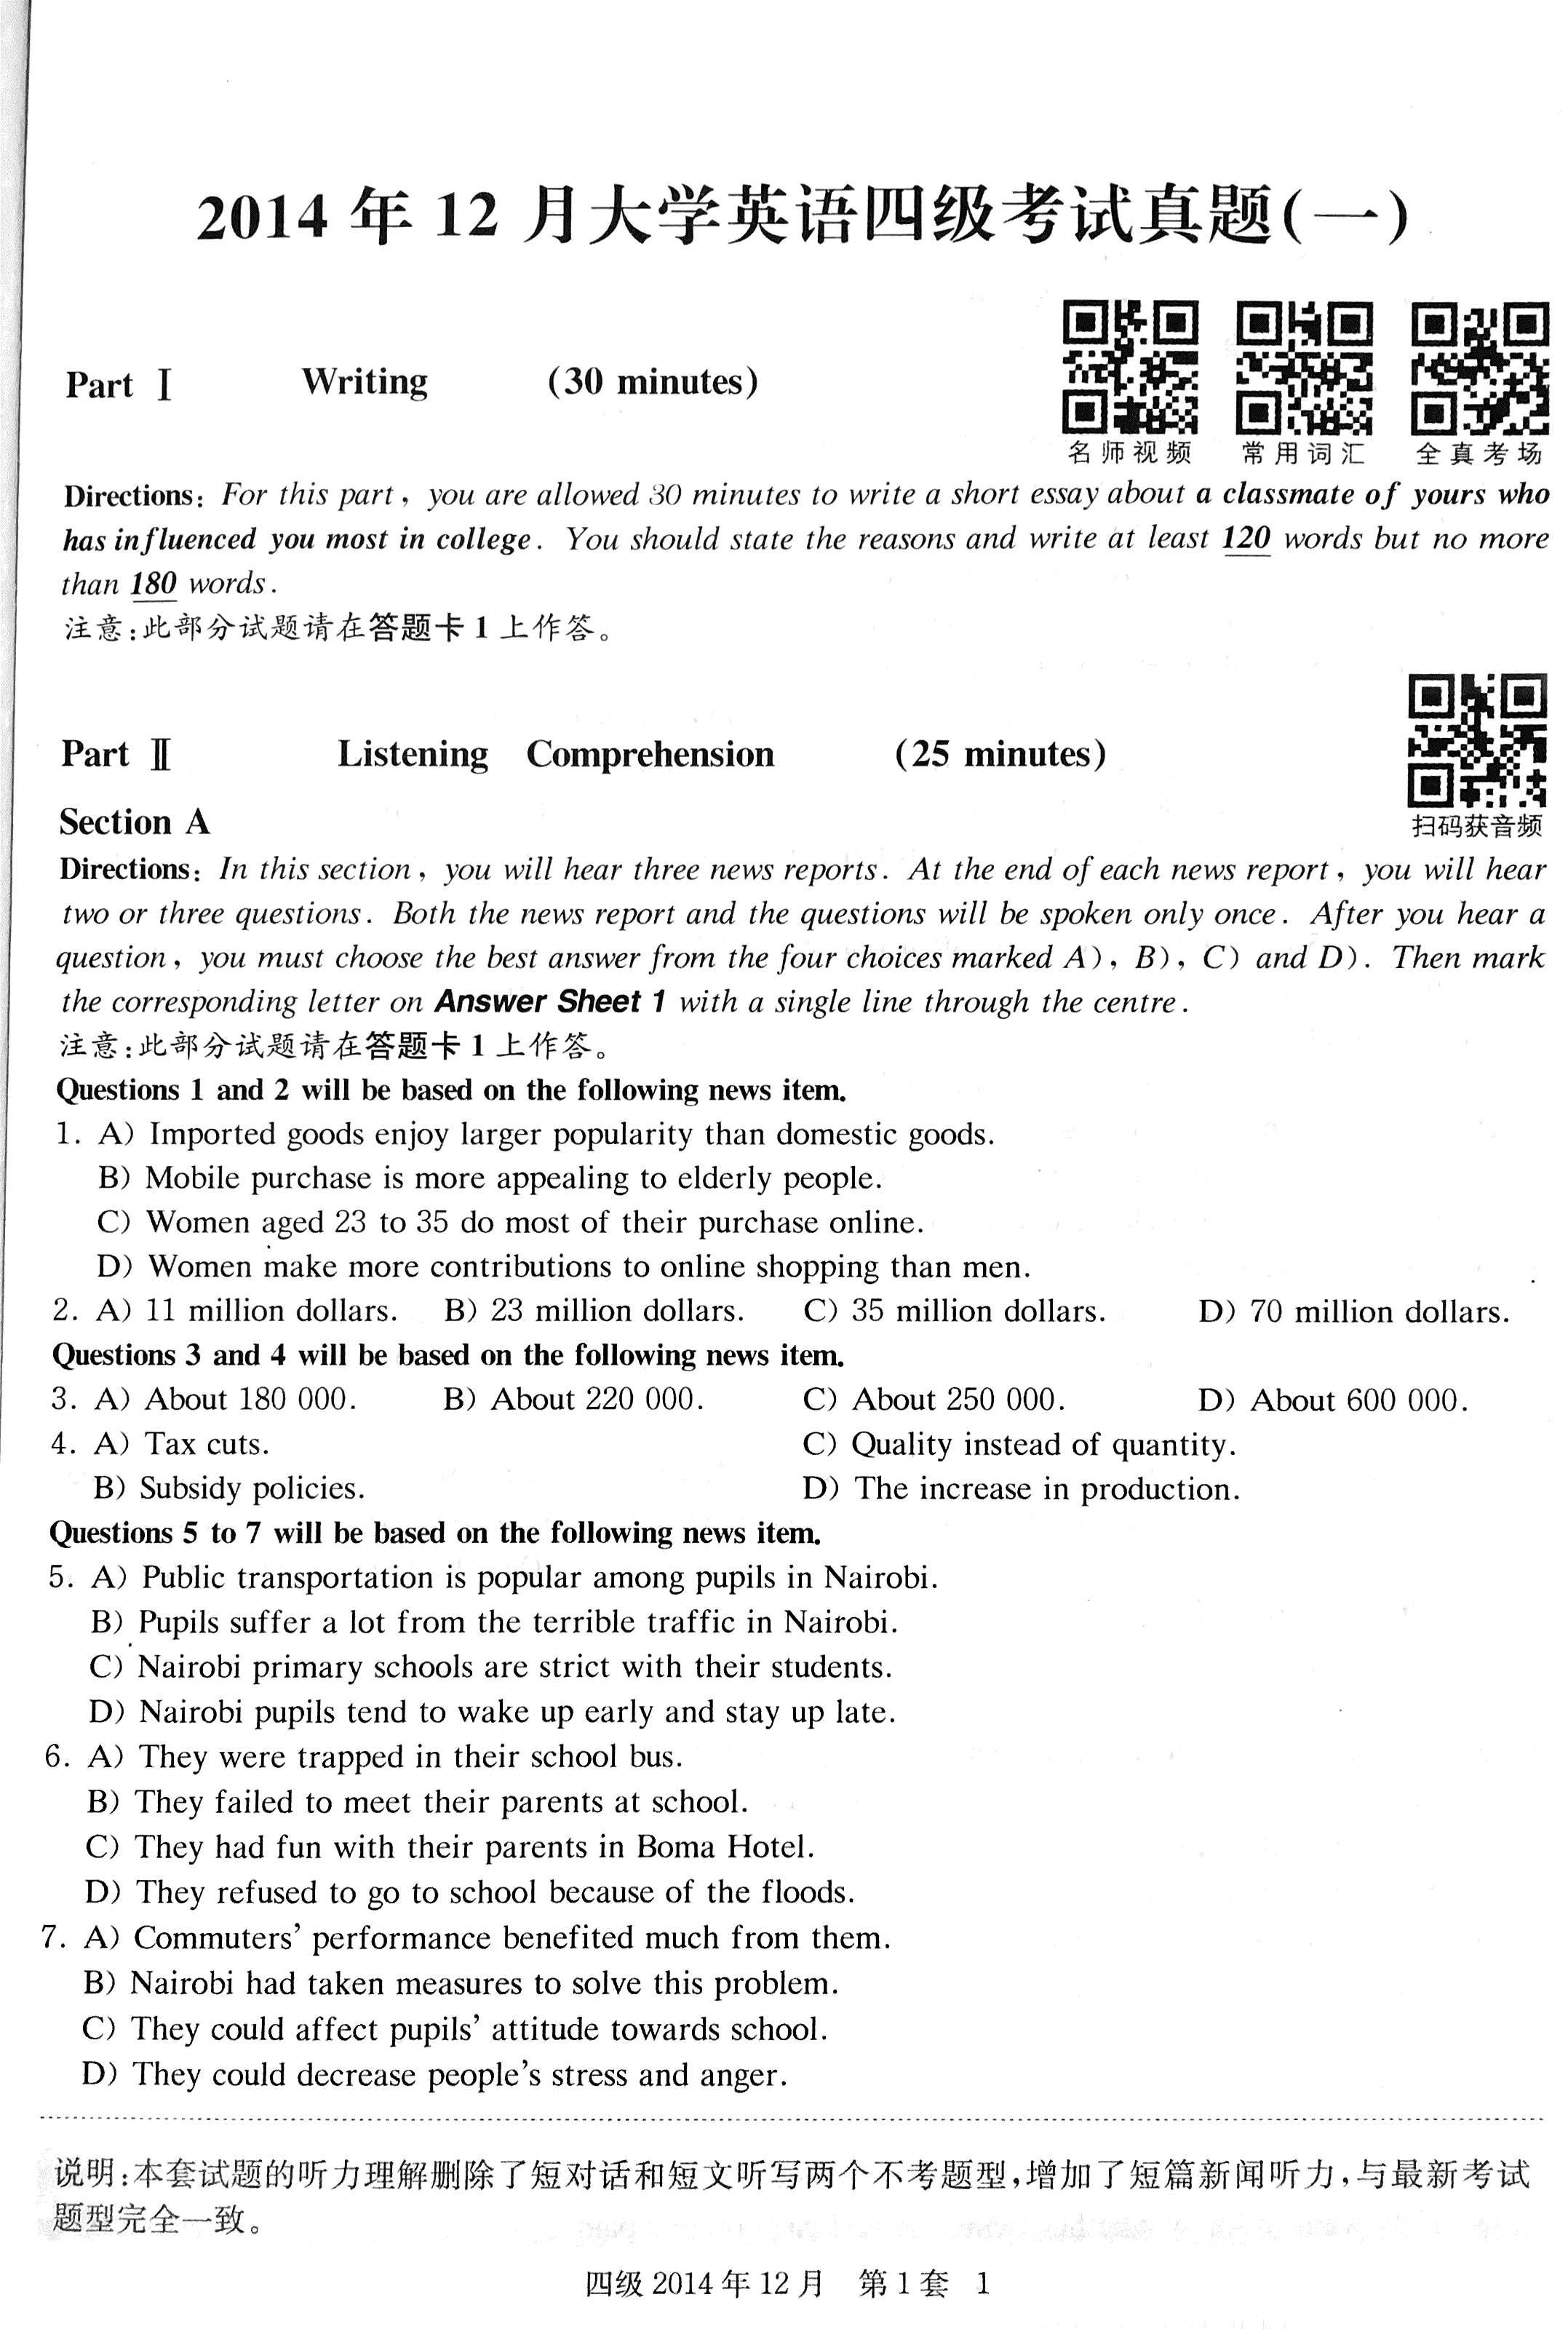 2014 年 12 月大学英语四级考试真题(一)
Part Ⅰ Writing (30 minutes)
名师视频 常用词汇 全真考场
Directions: For this part, you are allowed 30 minutes to write a short essay about a classmate of yours who
has influenced you most in college. You should state the reasons and write at least 120 words but no more
than 180 words.
注意:此部分试题请在答题卡 1 上作答。
Part Ⅱ Listening Comprehension (25 minutes)
扫码获音频
Section A
Directions: In this section, you will hear three news reports. At the end of each news report, you will hear
two or three questions. Both the news report and the questions will be spoken only once. After you hear a
question, you must choose the best answer from the four choices marked A), B), C) and D). Then mark
the corresponding letter on Answer Sheet 1 with a single line through the centre.
注意:此部分试题请在答题卡 1 上作答。
Questions 1 and 2 will be based on the following news item.
1. A) Imported goods enjoy larger popularity than domestic goods.
B) Mobile purchase is more appealing to elderly people.
C) Women aged 23 to 35 do most of their purchase online.
D) Women make more contributions to online shopping than men.
2. A) 11 million dollars. B) 23 million dollars. C) 35 million dollars. D) 70 million dollars.
Questions 3 and 4 will be based on the following news item.
3. A) About 180 000. B) About 220 000. C) About 250 000. D) About 600 000.
4. A) Tax cuts. C) Quality instead of quantity.
B) Subsidy policies. D) The increase in production.
Questions 5 to 7 will be based on the following news item.
5. A) Public transportation is popular among pupils in Nairobi.
B) Pupils suffer a lot from the terrible traffic in Nairobi.
C) Nairobi primary schools are strict with their students.
D) Nairobi pupils tend to wake up early and stay up late.
6. A) They were trapped in their school bus.
B) They failed to meet their parents at school.
C) They had fun with their parents in Boma Hotel.
D) They refused to go to school because of the floods.
7. A) Commuters' performance benefited much from them.
B) Nairobi had taken measures to solve this problem.
C) They could affect pupils' attitude towards school.
D) They could decrease people's stress and anger.
说明:本套试题的听力理解删除了短对话和短文听写两个不考题型,增加了短篇新闻听力,与最新考试
题型完全一致。
四级 2014 年 12 月 第 1 套 1